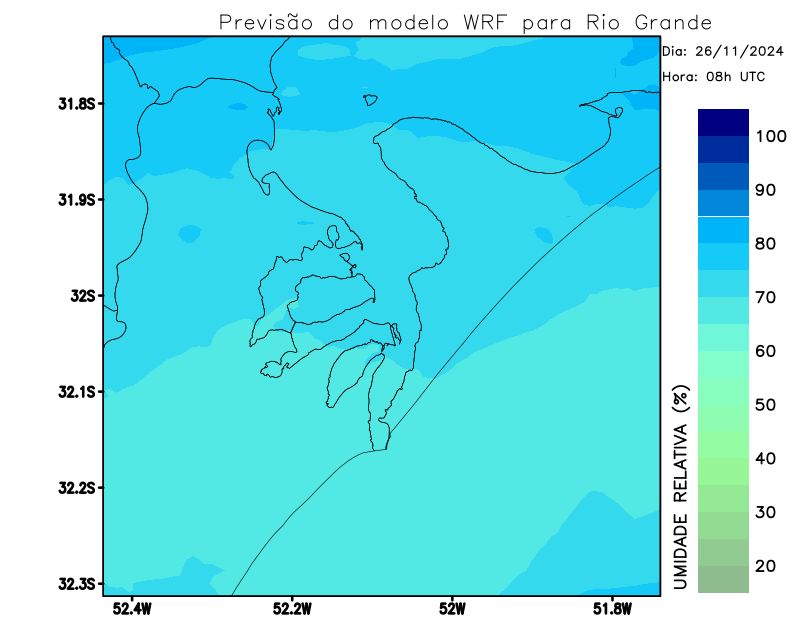 Previsão do modelo WRF para Rio Grande
Dia: 26/11/2024
Hora: 08h UTC
31.8S
31.9S
32S
32.1S
32.2S
32.3S
52.4W
52.2W
52W
51.8W
100
90
80
70
60
50
40
30
20
UMIDADE RELATIVA (%)